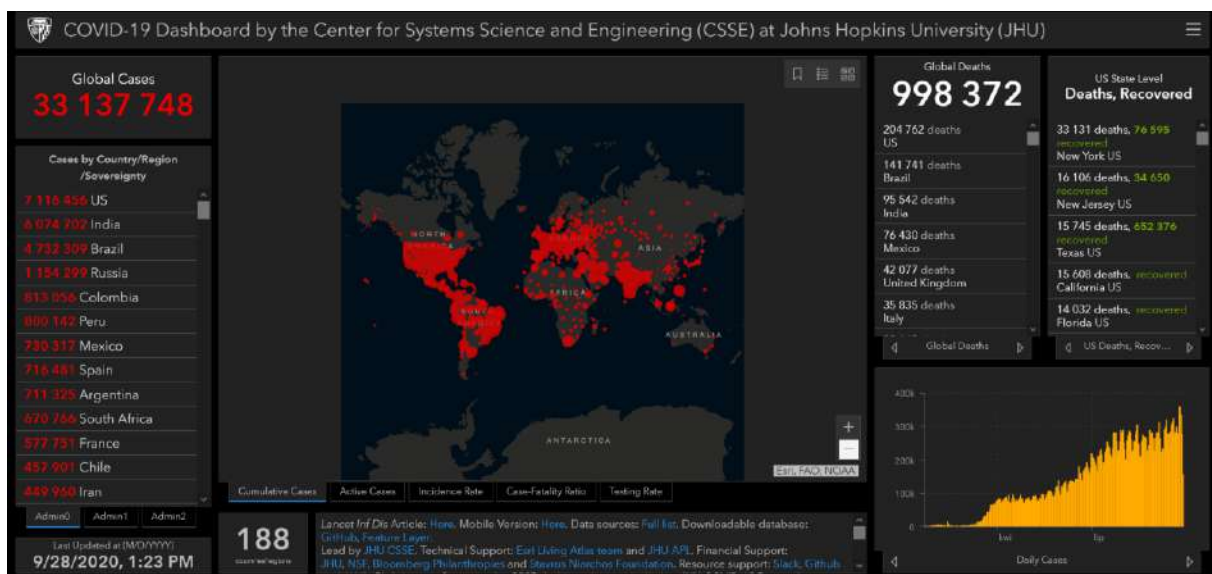 COVID-19 Dashboard by the Center for Systems Science and Engineering (CSSE) at Johns Hopkins University (JHU)
Global Cases
33 137 748
Cases by Country/Region
/Sovereignty
7 116 456 US
6 074 702 India
4 732 309 Brazil
1 154 299 Russia
813 056 Colombia
800 142 Peru
730 317 Mexico
716 481 Spain
711 325 Argentina
670 766 South Africa
577 751 France
457 901 Chile
449 960 Iran
Admin0 Admin1 Admin2
Last Updated at (M/D/YYYY)
9/28/2020, 1:23 PM
NORTH
AMERICA
ASIA
AFRICA
SOUTH
AMERICA
AUSTRALIA
ANTARCTICA
+
−
Esri, FAO, NOAA
Cumulative Cases Active Cases Incidence Rate Case-Fatality Ratio Testing Rate
188
countries/regions
Lancet Inf Dis Article: Here. Mobile Version: Here. Data sources: Full list. Downloadable database:
GitHub, Feature Layer.
Lead by JHU CSSE. Technical Support: Esri Living Atlas team and JHU APL. Financial Support:
JHU, NSF, Bloomberg Philanthropies and Stavros Niarchos Foundation. Resource support: Slack, Github
Global Deaths
998 372
204 762 deaths
US
141 741 deaths
Brazil
95 542 deaths
India
76 430 deaths
Mexico
42 077 deaths
United Kingdom
35 835 deaths
Italy
Global Deaths
US State Level
Deaths, Recovered
33 131 deaths, 76 595
recovered
New York US
16 106 deaths, 34 650
recovered
New Jersey US
15 745 deaths, 652 376
recovered
Texas US
15 608 deaths, recovered
California US
14 032 deaths, recovered
Florida US
US Deaths, Recov...
400k
300k
200k
100k
0
kwi
lip
Daily Cases